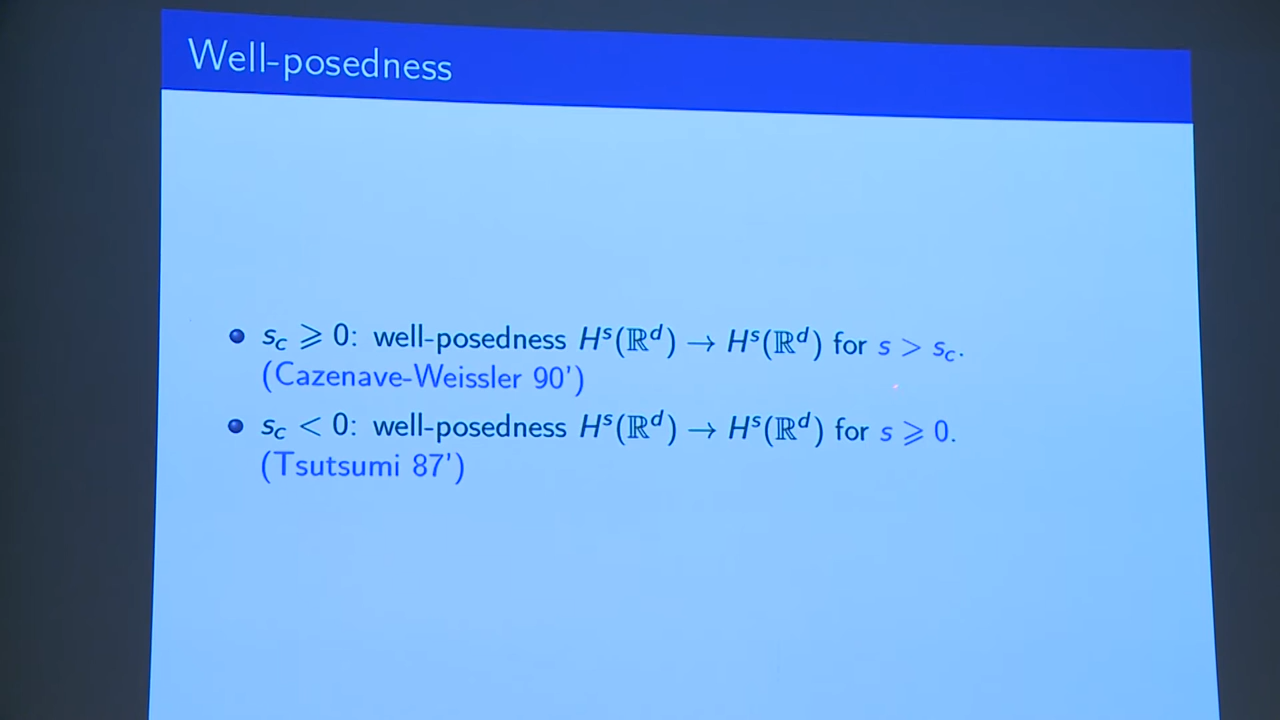 Well-posedness
s_c ⩾ 0: well-posedness H^s(ℝ^d) → H^s(ℝ^d) for s > s_c.
(Cazenave-Weissler 90')
s_c < 0: well-posedness H^s(ℝ^d) → H^s(ℝ^d) for s ⩾ 0.
(Tsutsumi 87')